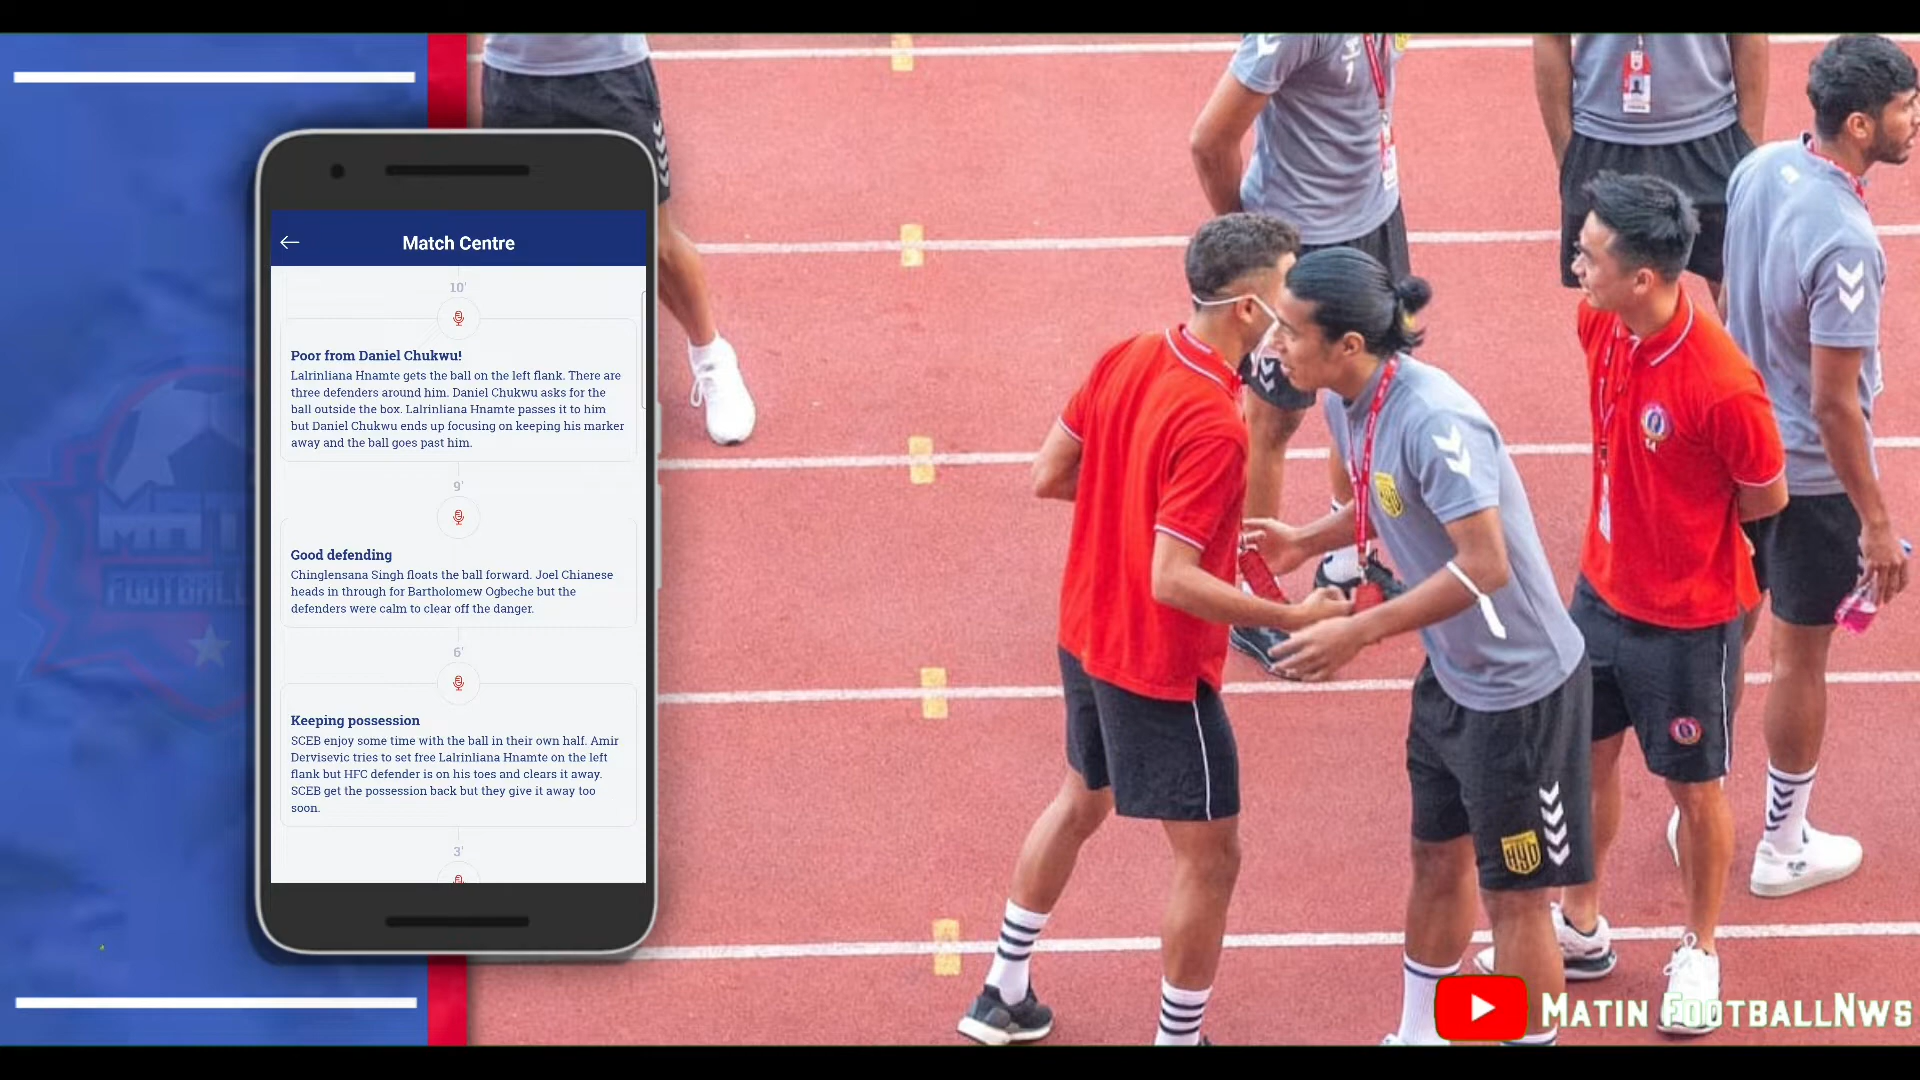 Match Centre
10'
Poor from Daniel Chukwu!
Lalrinliana Hnamte gets the ball on the left flank. There are
three defenders around him. Daniel Chukwu asks for the
ball outside the box. Lalrinliana Hnamte passes it to him
but Daniel Chukwu ends up focusing on keeping his marker
away and the ball goes past him.
9'
Good defending
Chinglensana Singh floats the ball forward. Joel Chianese
heads in through for Bartholomew Ogbeche but the
defenders were calm to clear off the danger.
6'
Keeping possession
SCEB enjoy some time with the ball in their own half. Amir
Dervisevic tries to set free Lalrinliana Hnamte on the left
flank but HFC defender is on his toes and clears it away.
SCEB get the possession back but they give it away too
soon.
3'
MAT
FOOTBALL
1
HYD
MATIN FOOTBALLNWS